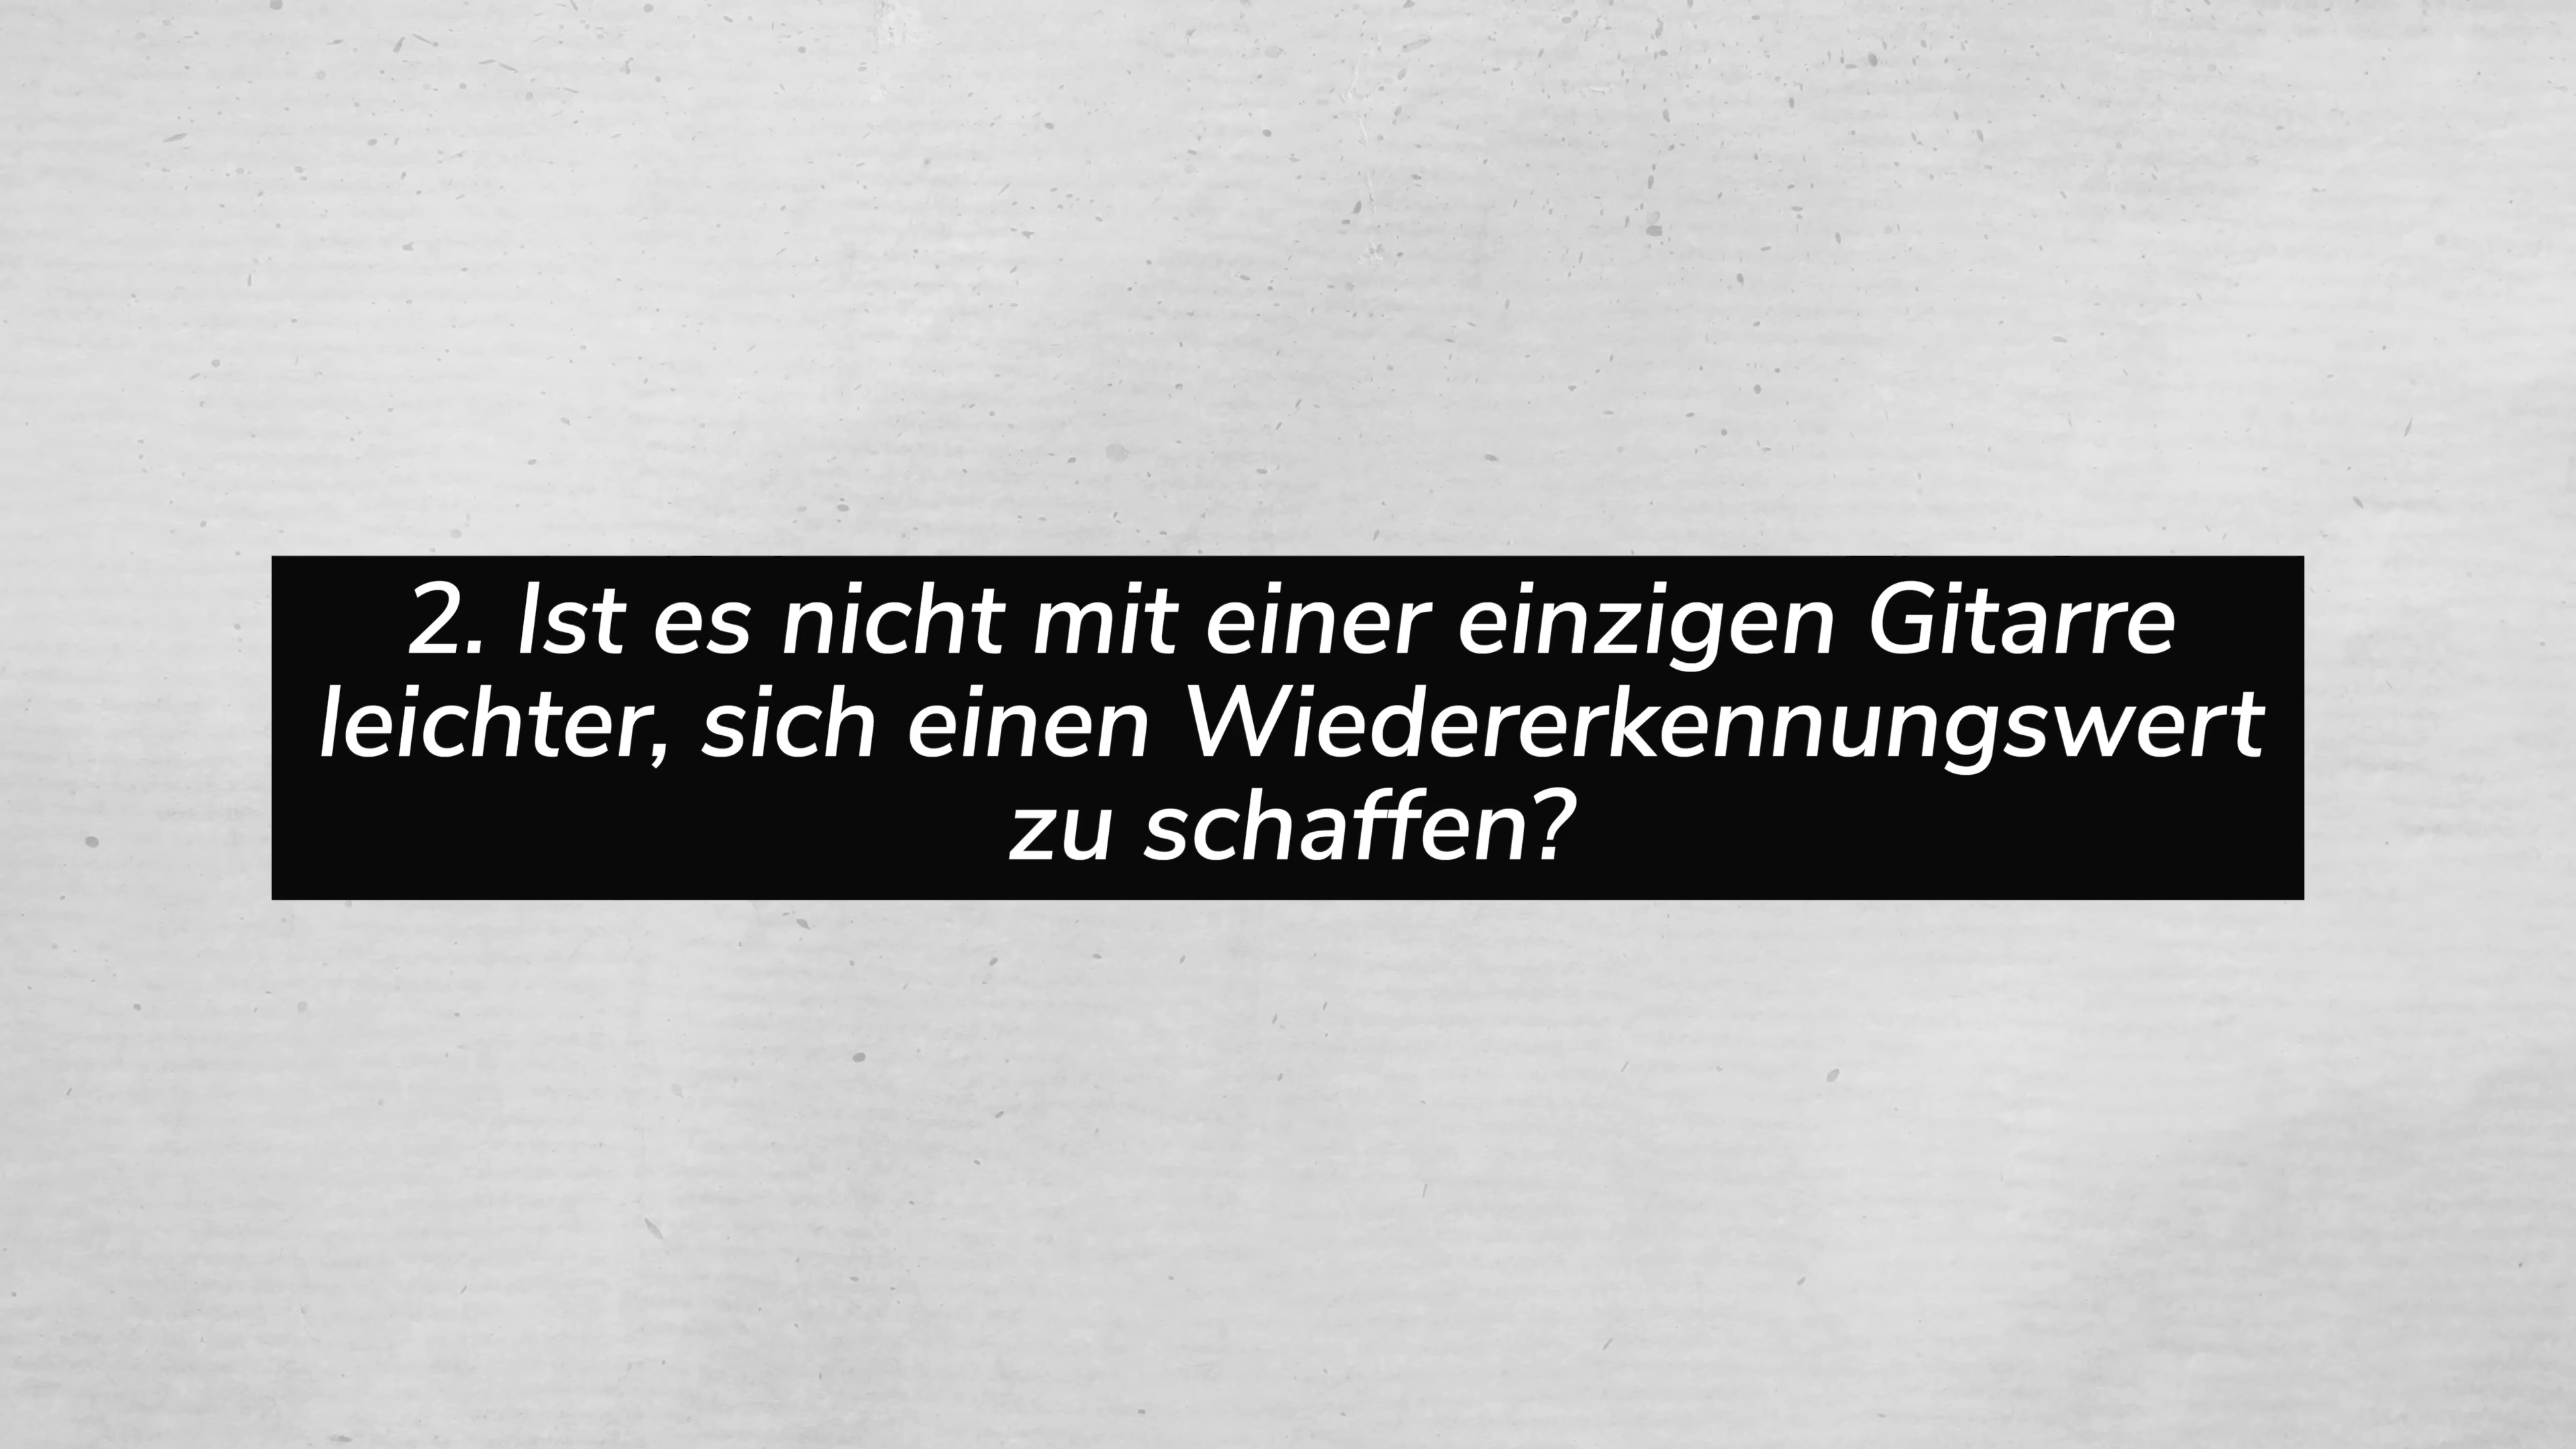 2. Ist es nicht mit einer einzigen Gitarre
leichter, sich einen Wiedererkennungswert
zu schaffen?